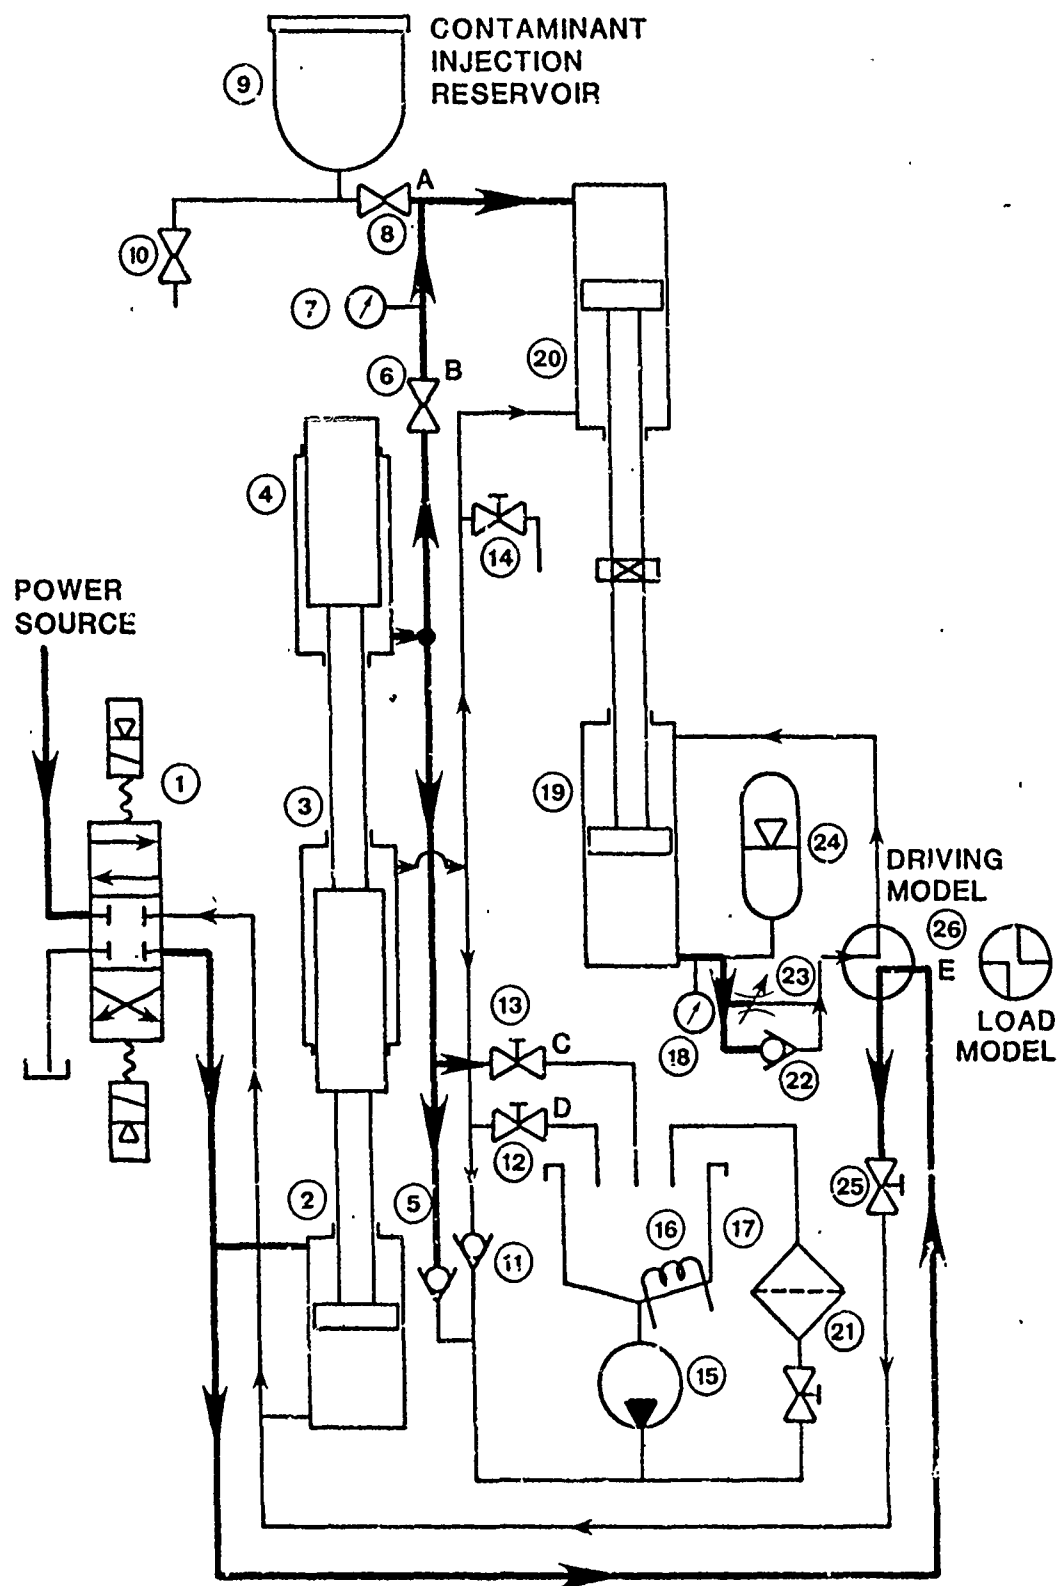 CONTAMINANT
INJECTION
RESERVOIR
9
A
8
10
7
6
B
20
4
14
POWER
SOURCE
1
3
19
24
DRIVING
MODEL
26
E
23
13
C
18
22
LOAD
MODEL
D
12
2
5
11
16
17
25
21
15